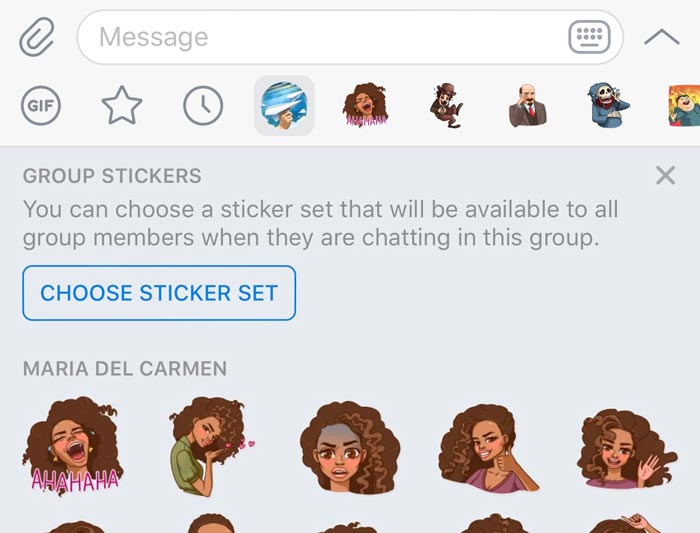 Message
GIF
AHAHAHA
GROUP STICKERS
You can choose a sticker set that will be available to all
group members when they are chatting in this group.
CHOOSE STICKER SET
MARIA DEL CARMEN
AHAHAHA